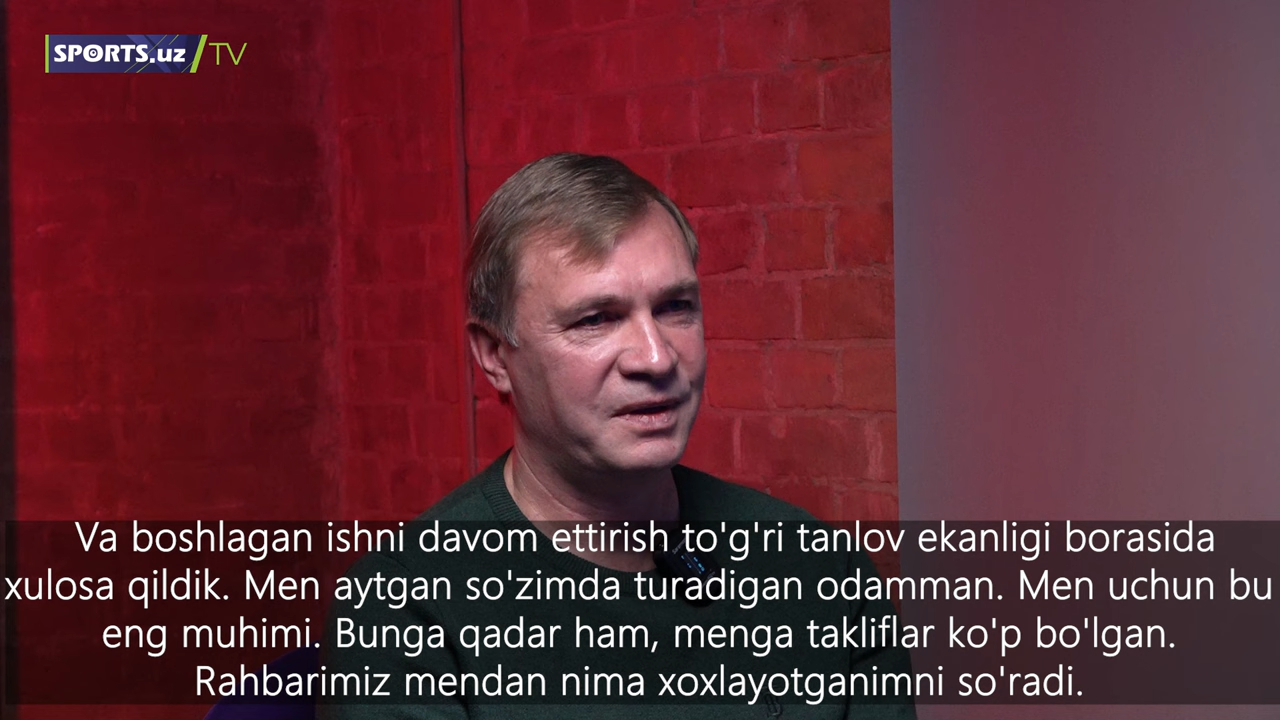 SPORTS.uz/TV
Va boshlagan ishni davom ettirish to'g'ri tanlov ekanligi borasida
xulosa qildik. Men aytgan so'zimda turadigan odamman. Men uchun bu
eng muhimi. Bunga qadar ham, menga takliflar ko'p bo'lgan.
Rahbarimiz mendan nima xoxlayotganimni so'radi.